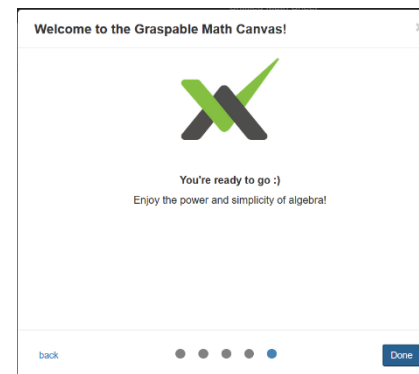 Welcome to the Graspable Math Canvas!
You're ready to go :)
Enjoy the power and simplicity of algebra!
back
Done